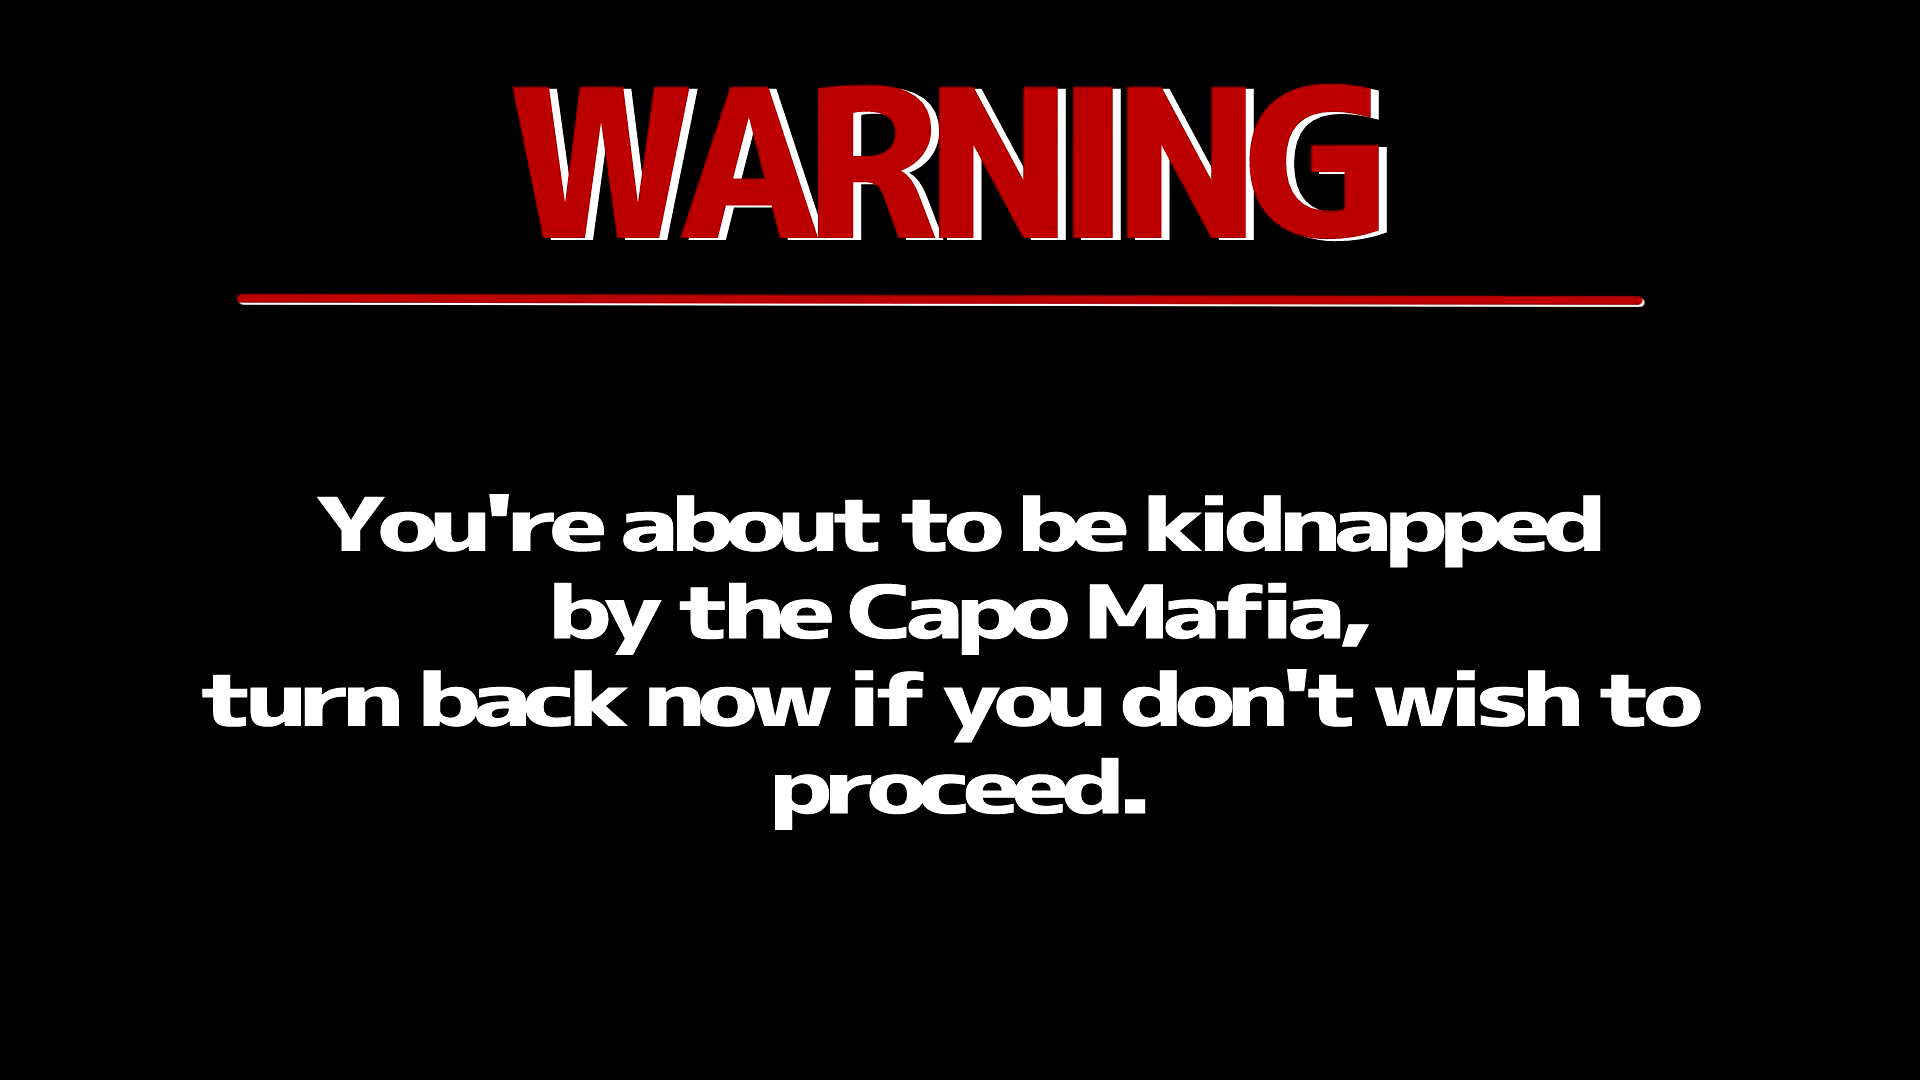 WARNING
You're about to be kidnapped
by the Capo Mafia,
turn back now if you don't wish to
proceed.